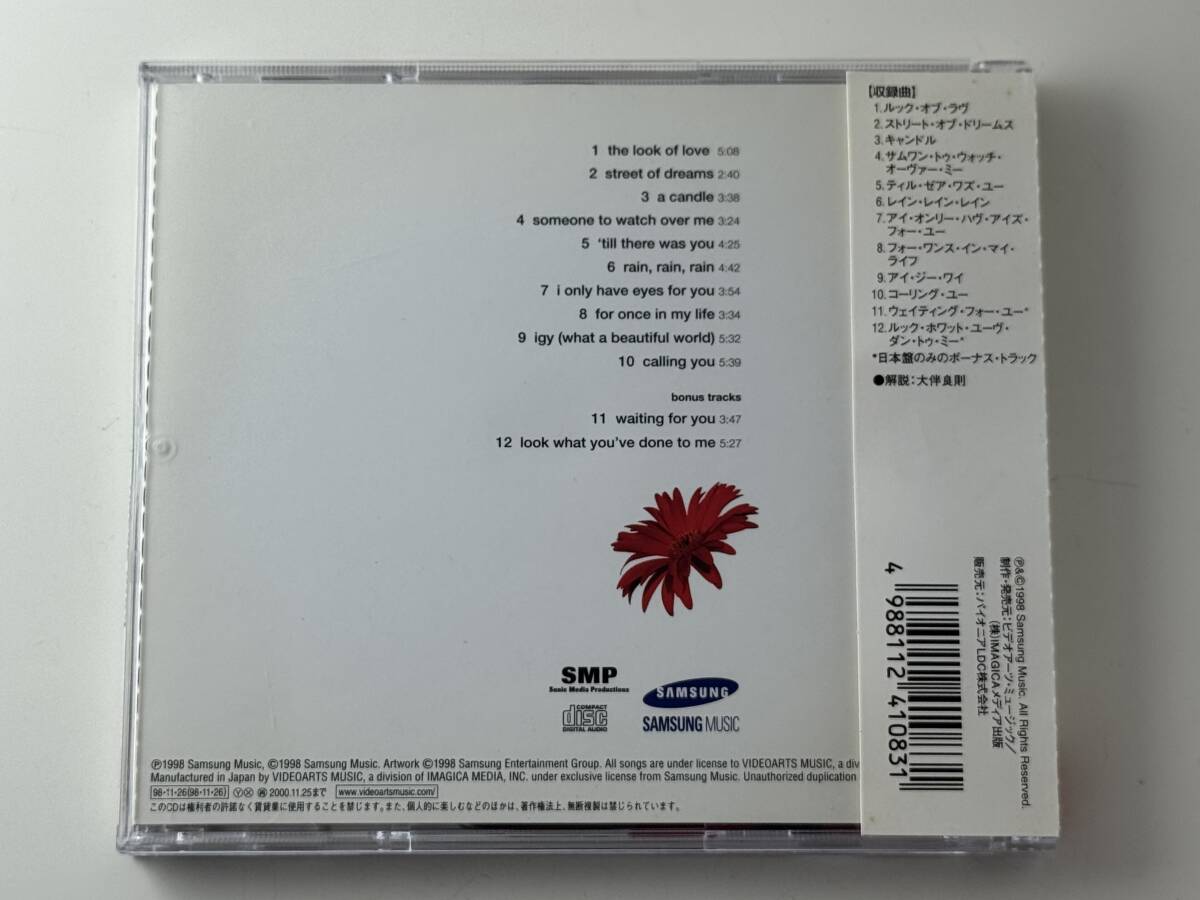 1 the look of love 5:08
2 street of dreams 2:40
3 a candle 3:38
4 someone to watch over me 3:24
5 ‘till there was you 4:25
6 rain, rain, rain 4:42
7 i only have eyes for you 3:54
8 for once in my life 3:34
9 igy (what a beautiful world) 5:32
10 calling you 5:39
bonus tracks
11 waiting for you 3:47
12 look what you’ve done to me 5:27
SMP
Sonic Media Productions
COMPACT
disc
DIGITAL AUDIO
SAMSUNG
SAMSUNG MUSIC
℗1998 Samsung Music, ©1998 Samsung Music. Artwork ©1998 Samsung Entertainment Group. All songs are under license to VIDEOARTS MUSIC, a div
Manufactured in Japan by VIDEOARTS MUSIC, a division of IMAGICA MEDIA, INC. under exclusive license from Samsung Music. Unauthorized duplication
98・11・26(98・11・26) Ⓨ Ⓧ 2000.11.25まで www.videoartsmusic.com/
このCDは権利者の許諾なく賃貸業に使用することを禁じます。また、個人的に楽しむなどのほかは、著作権法上、無断複製は禁じられています。
【収録曲】
1.ルック・オブ・ラヴ
2.ストリート・オブ・ドリームス
3.キャンドル
4.サムワン・トゥ・ウォッチ・
オーヴァー・ミー
5.ティル・ゼア・ワズ・ユー
6.レイン・レイン・レイン
7.アイ・オンリー・ハヴ・アイズ・
フォー・ユー
8.フォー・ワンス・イン・マイ・
ライフ
9.アイ・ジー・ワイ
10.コーリング・ユー
11.ウェイティング・フォー・ユー*
12.ルック・ホワット・ユーヴ・
ダン・トゥ・ミー*
*日本盤のみのボーナス・トラック
●解説：大伴良則
℗&©1998 Samsung Music. All Rights Reserved.
制作・発売元：ビデオアーツ・ミュージック／
(株)IMAGICAメディア出版
販売元：パイオニアLDC株式会社
4 988112 410831